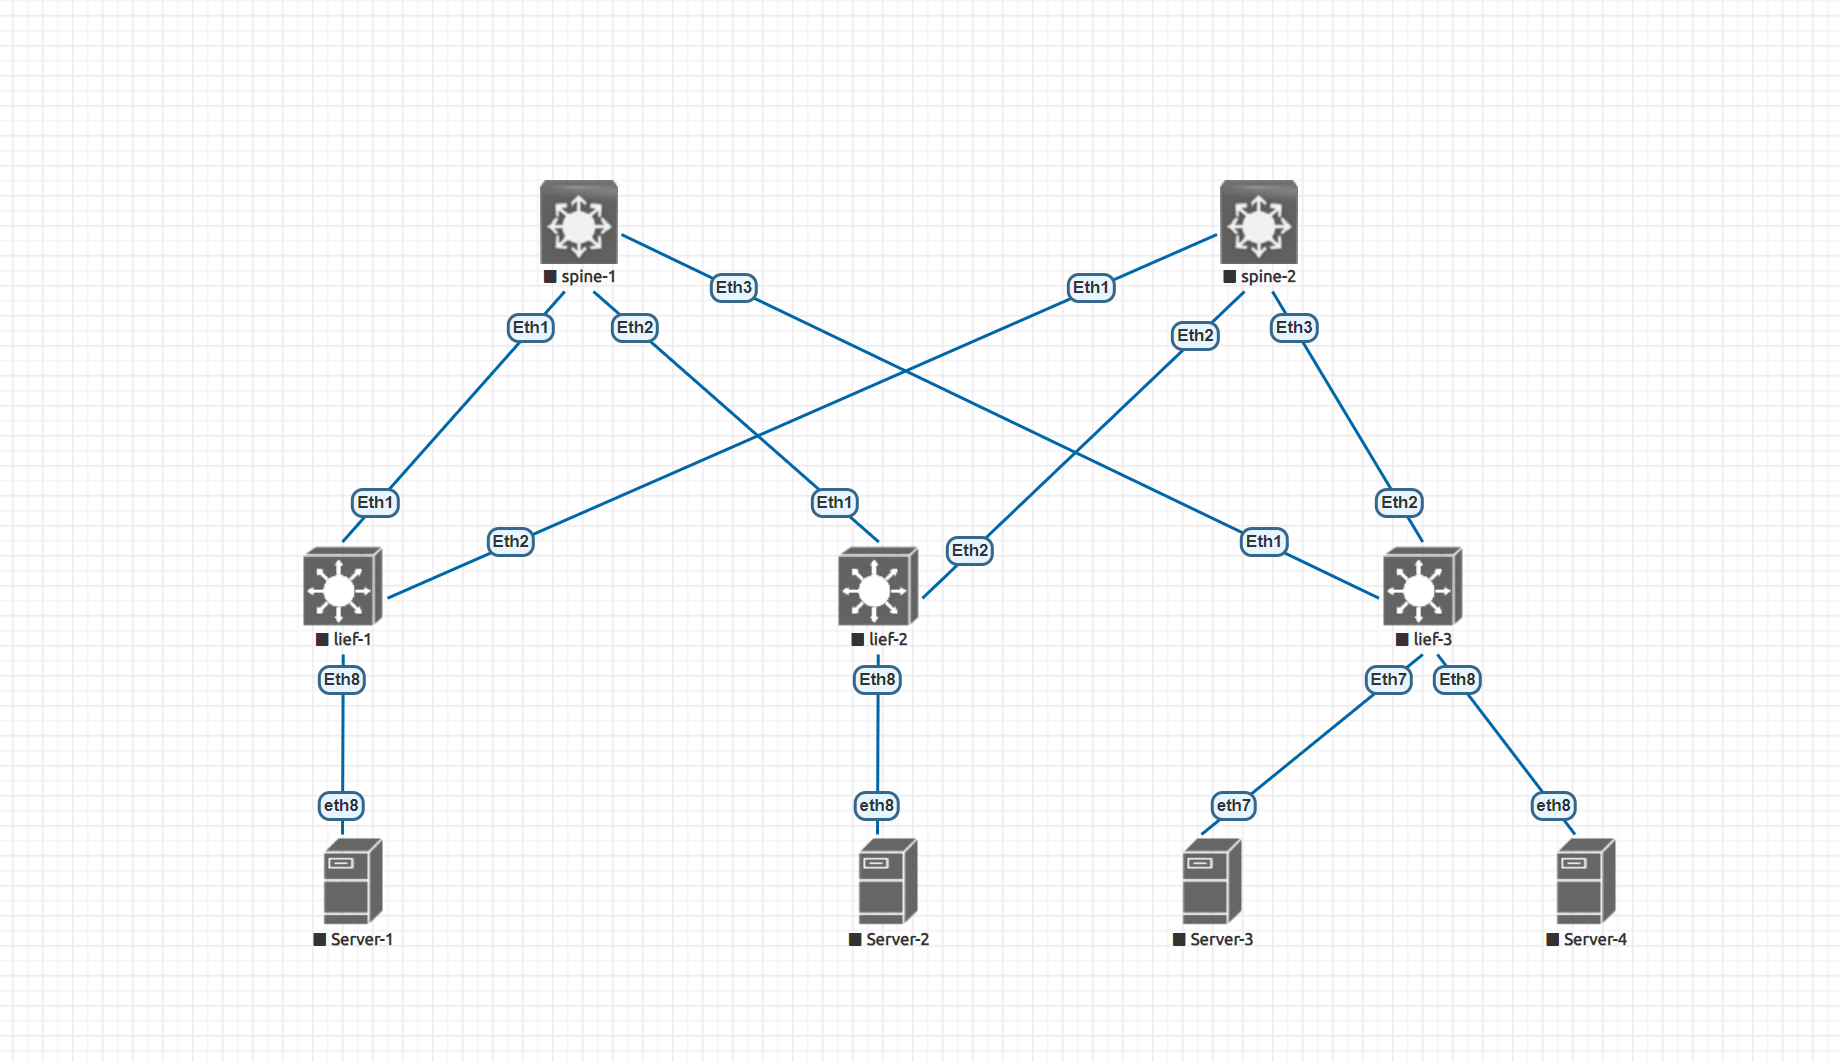 spine-1
spine-2
Eth3
Eth1
Eth1
Eth2
Eth2
Eth3
Eth1
Eth1
Eth2
Eth2
Eth1
Eth2
lief-1
lief-2
lief-3
Eth8
Eth8
Eth7
Eth8
eth8
eth8
eth7
eth8
Server-1
Server-2
Server-3
Server-4